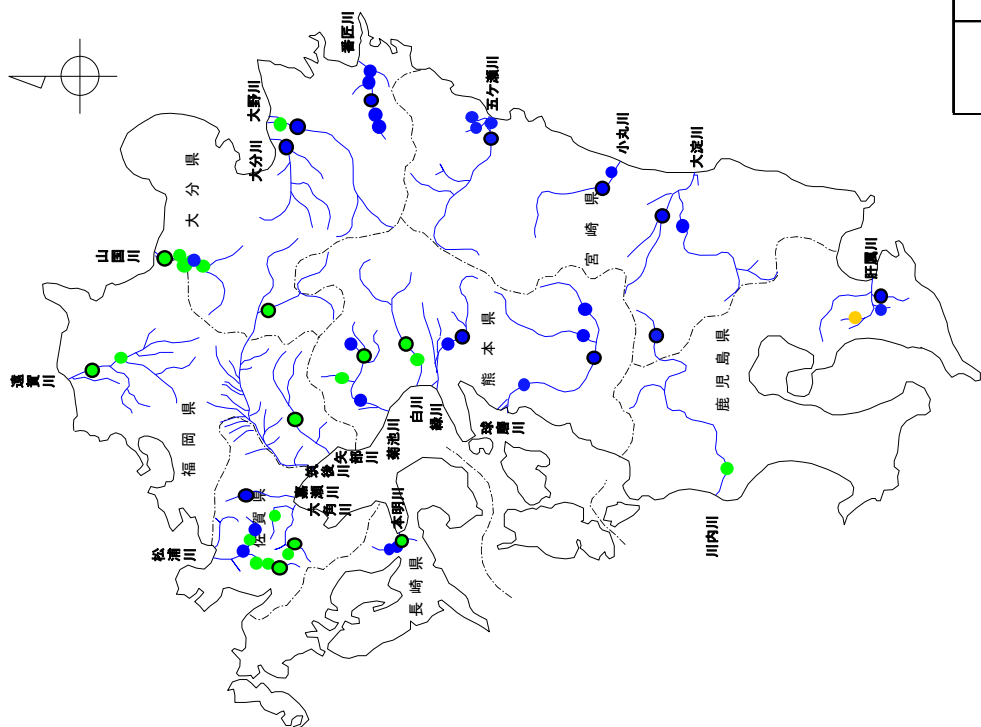 遠賀川
山国川
大分川
大野川
番匠川
五ケ瀬川
小丸川
大淀川
肝属川
福岡県
大分県
宮崎県
熊本県
鹿児島県
佐賀県
長崎県
松浦川
六角川
嘉瀬川
筑後川
矢部川
本明川
菊池川
白川
緑川
球磨川
川内川